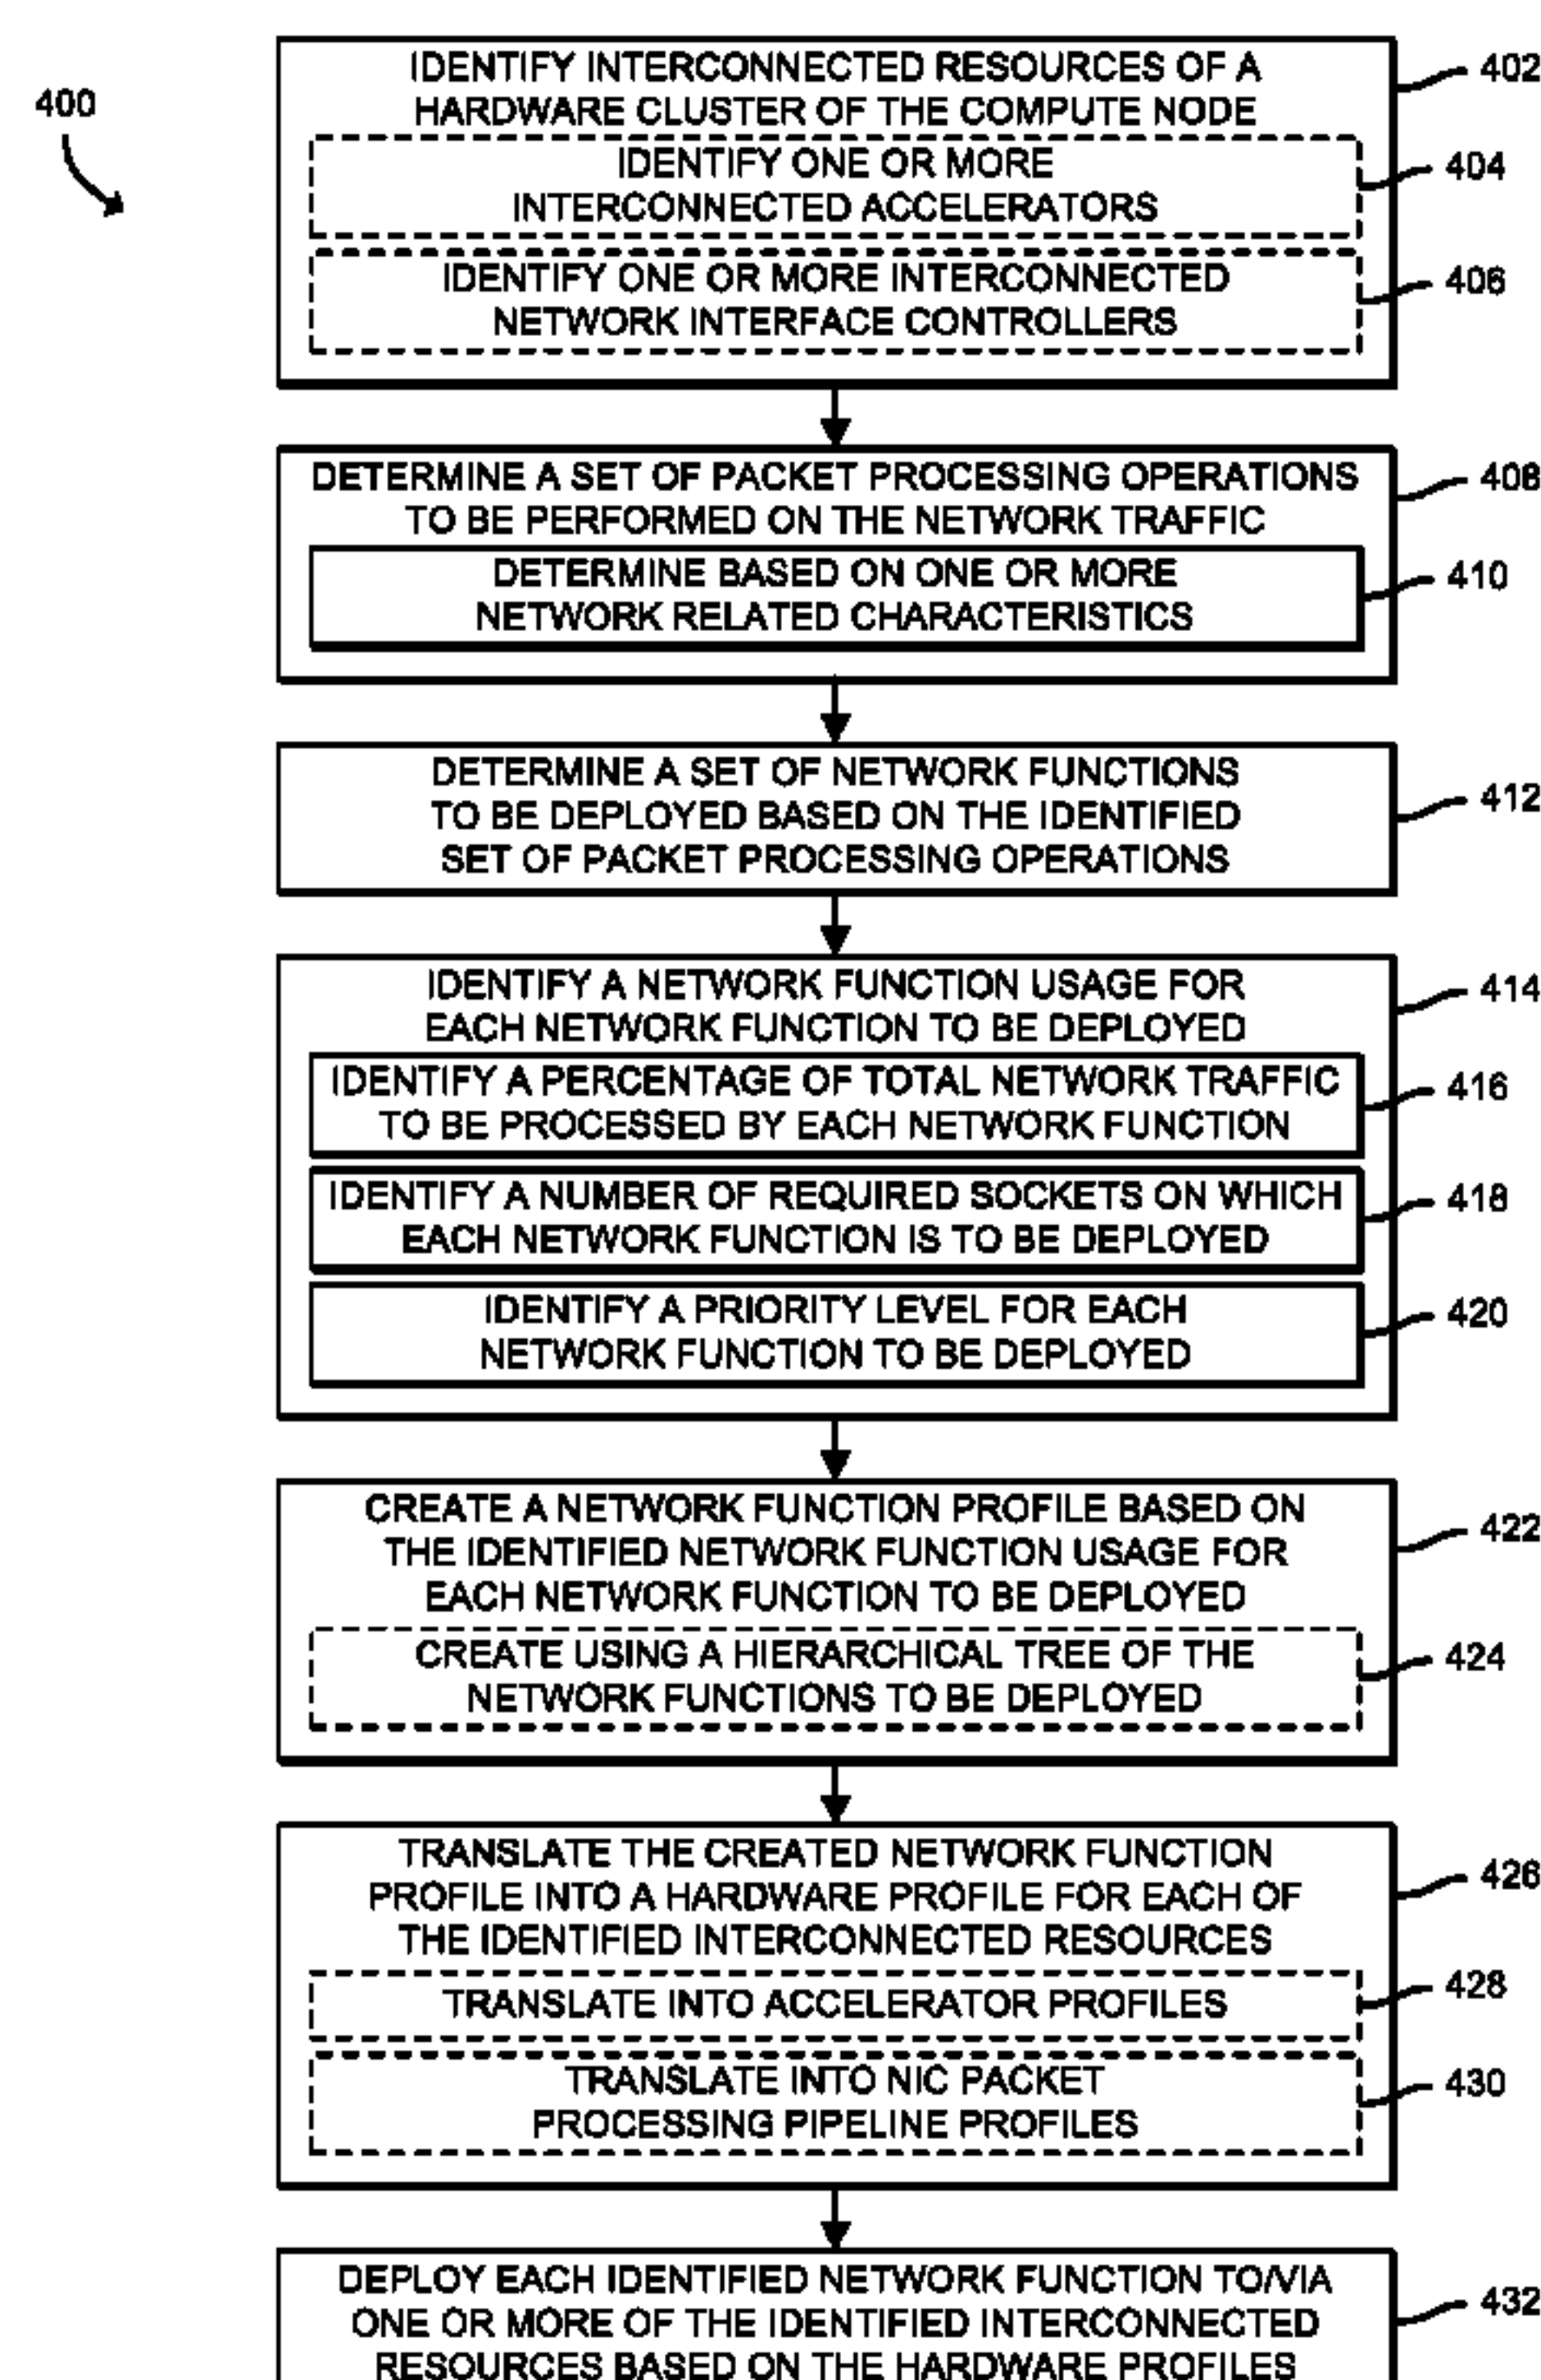 400
IDENTIFY INTERCONNECTED RESOURCES OF A
HARDWARE CLUSTER OF THE COMPUTE NODE
402
IDENTIFY ONE OR MORE
INTERCONNECTED ACCELERATORS
404
IDENTIFY ONE OR MORE INTERCONNECTED
NETWORK INTERFACE CONTROLLERS
406
DETERMINE A SET OF PACKET PROCESSING OPERATIONS
TO BE PERFORMED ON THE NETWORK TRAFFIC
408
DETERMINE BASED ON ONE OR MORE
NETWORK RELATED CHARACTERISTICS
410
DETERMINE A SET OF NETWORK FUNCTIONS
TO BE DEPLOYED BASED ON THE IDENTIFIED
SET OF PACKET PROCESSING OPERATIONS
412
IDENTIFY A NETWORK FUNCTION USAGE FOR
EACH NETWORK FUNCTION TO BE DEPLOYED
414
IDENTIFY A PERCENTAGE OF TOTAL NETWORK TRAFFIC
TO BE PROCESSED BY EACH NETWORK FUNCTION
416
IDENTIFY A NUMBER OF REQUIRED SOCKETS ON WHICH
EACH NETWORK FUNCTION IS TO BE DEPLOYED
418
IDENTIFY A PRIORITY LEVEL FOR EACH
NETWORK FUNCTION TO BE DEPLOYED
420
CREATE A NETWORK FUNCTION PROFILE BASED ON
THE IDENTIFIED NETWORK FUNCTION USAGE FOR
EACH NETWORK FUNCTION TO BE DEPLOYED
422
CREATE USING A HIERARCHICAL TREE OF THE
NETWORK FUNCTIONS TO BE DEPLOYED
424
TRANSLATE THE CREATED NETWORK FUNCTION
PROFILE INTO A HARDWARE PROFILE FOR EACH OF
THE IDENTIFIED INTERCONNECTED RESOURCES
426
TRANSLATE INTO ACCELERATOR PROFILES
428
TRANSLATE INTO NIC PACKET
PROCESSING PIPELINE PROFILES
430
DEPLOY EACH IDENTIFIED NETWORK FUNCTION TO/VIA
ONE OR MORE OF THE IDENTIFIED INTERCONNECTED
RESOURCES BASED ON THE HARDWARE PROFILES
432